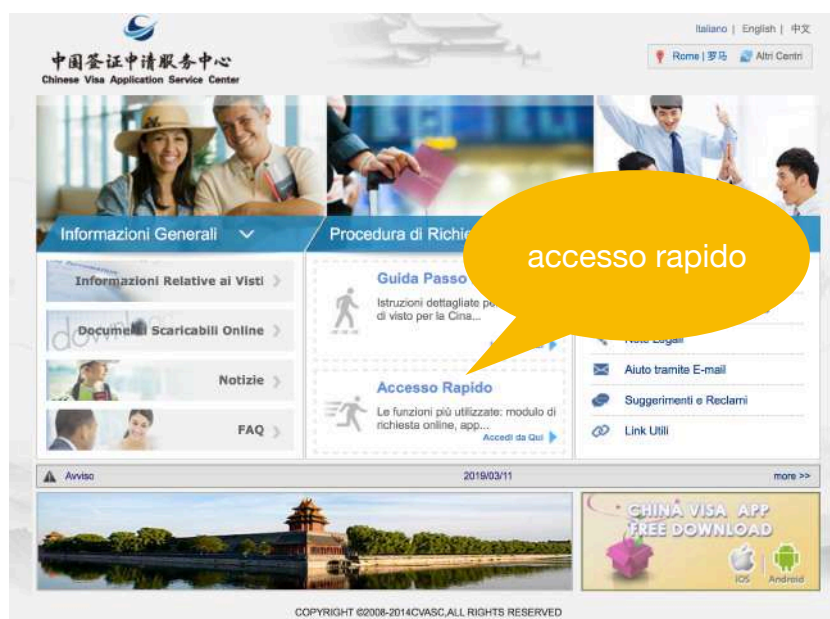 Italiano | English | 中文
中国签证申请服务中心
Chinese Visa Application Service Center
Rome | 罗马 Altri Centri
Informazioni Generali
Procedura di Richie
accesso rapido
Informazioni Relative ai Visti
Documenti Scaricabili Online
Notizie
FAQ
Guida Passo
Istruzioni dettagliate pe
di visto per la Cina...
Accesso Rapido
Le funzioni più utilizzate: modulo di
richiesta online, app...
Accedi da Qui
Note Legali
Aiuto tramite E-mail
Suggerimenti e Reclami
Link Utili
Avviso 2019/03/11 more >>
CHINA VISA APP
FREE DOWNLOAD
iOS Android
COPYRIGHT ©2008-2014CVASC,ALL RIGHTS RESERVED